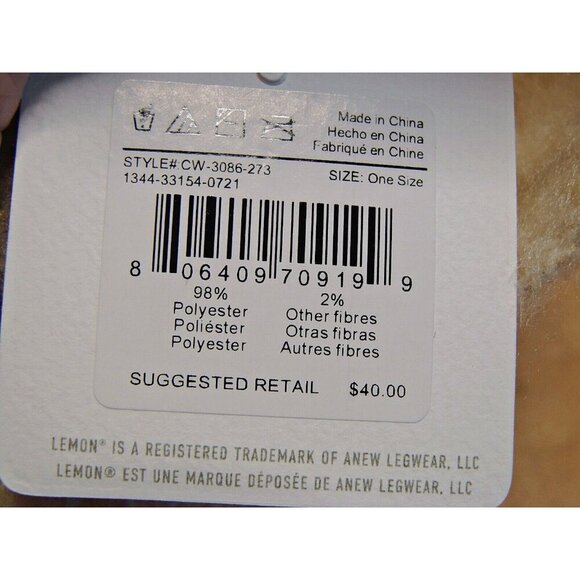 Made in China
Hecho en China
Fabriqué en Chine
STYLE#:CW-3086-273
1344-33154-0721
SIZE: One Size
8 06409 70919 9
98%
Polyester
Poliéster
Polyester
2%
Other fibres
Otras fibras
Autres fibres
SUGGESTED RETAIL $40.00
LEMON® IS A REGISTERED TRADEMARK OF ANEW LEGWEAR, LLC
LEMON® EST UNE MARQUE DÉPOSÉE DE ANEW LEGWEAR, LLC